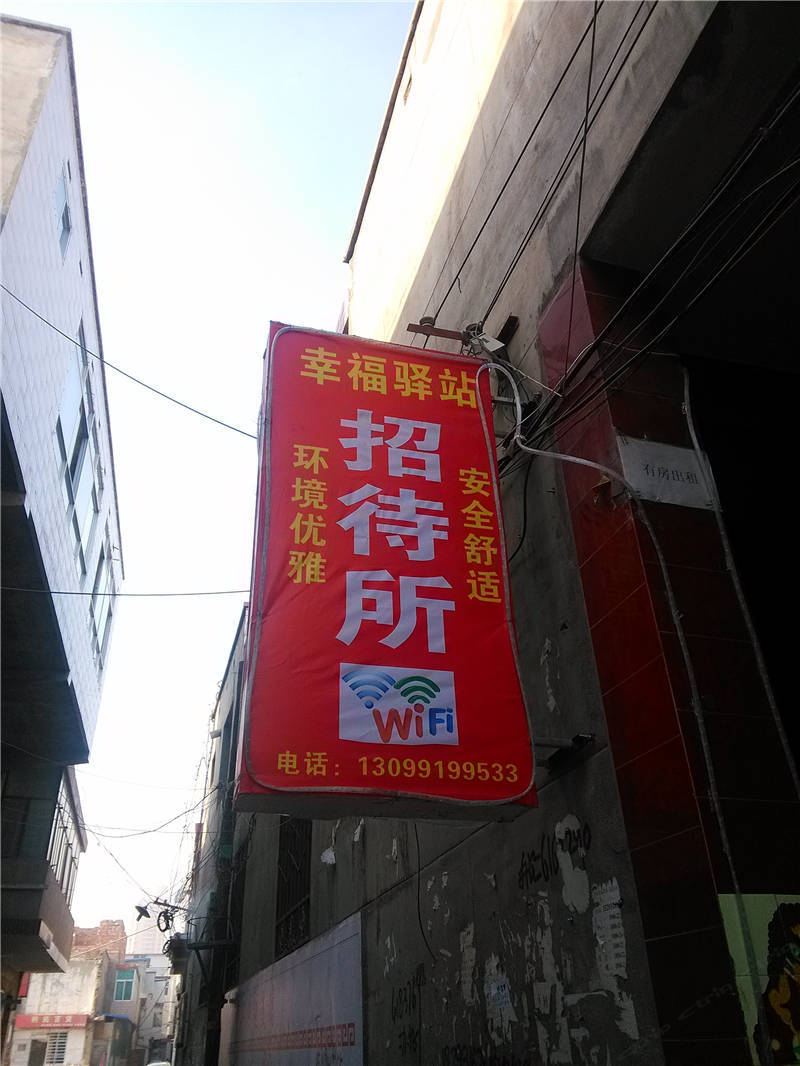 幸福驿站
环境优雅
招待所
安全舒适
WiFi
电话：13099199533
有房出租